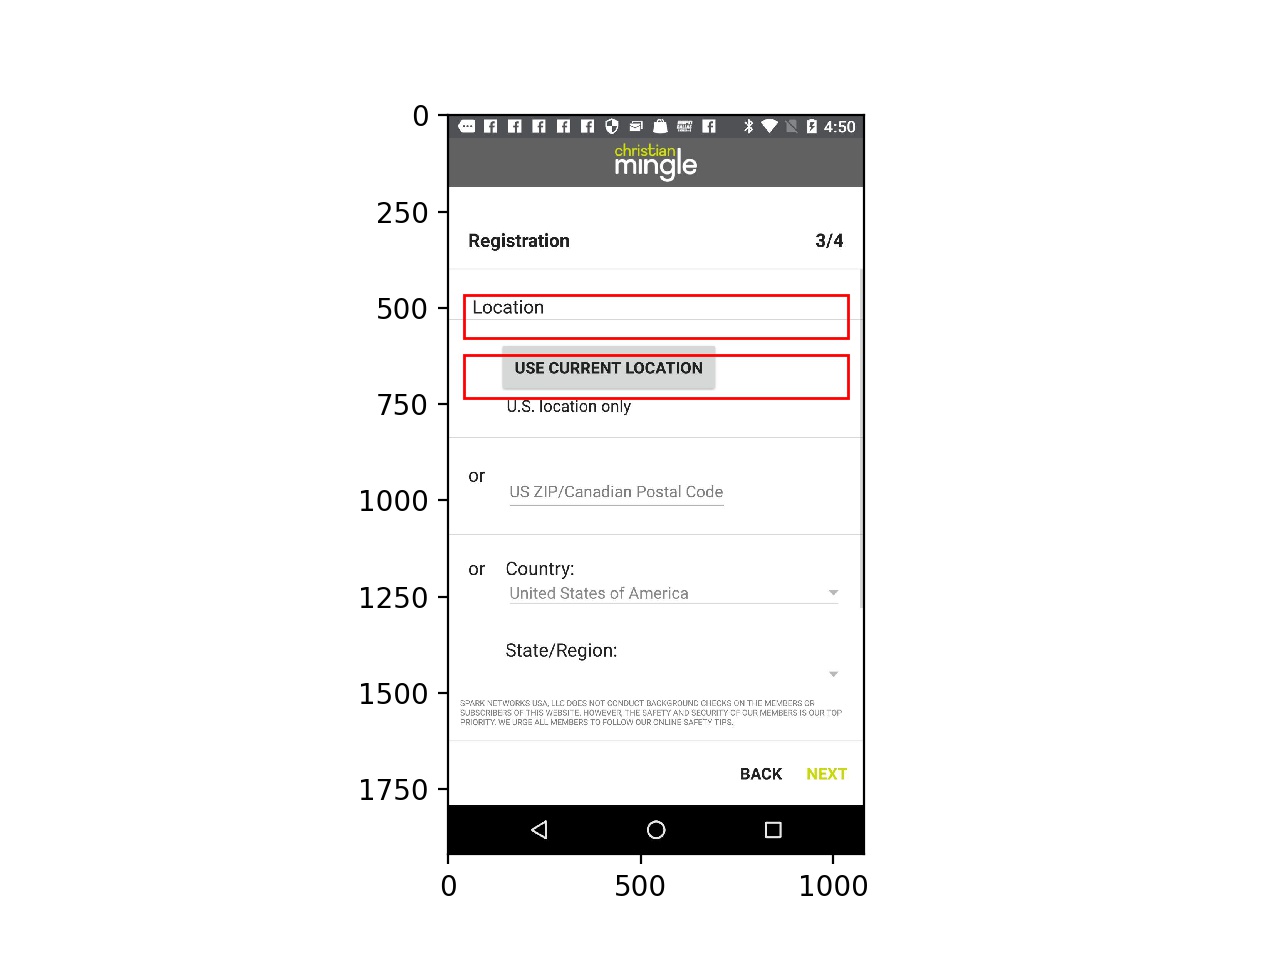 4:50
christian
mingle
Registration 3/4
Location
USE CURRENT LOCATION
U.S. location only
or
US ZIP/Canadian Postal Code
or Country:
United States of America
State/Region:
SPARK NETWORKS USA, LLC DOES NOT CONDUCT BACKGROUND CHECKS ON THE MEMBERS OR
SUBSCRIBERS OF THIS WEBSITE. HOWEVER, THE SAFETY AND SECURITY OF OUR MEMBERS IS OUR TOP
PRIORITY. WE URGE ALL MEMBERS TO FOLLOW OUR ONLINE SAFETY TIPS.
BACK NEXT
0
250
500
750
1000
1250
1500
1750
0 500 1000